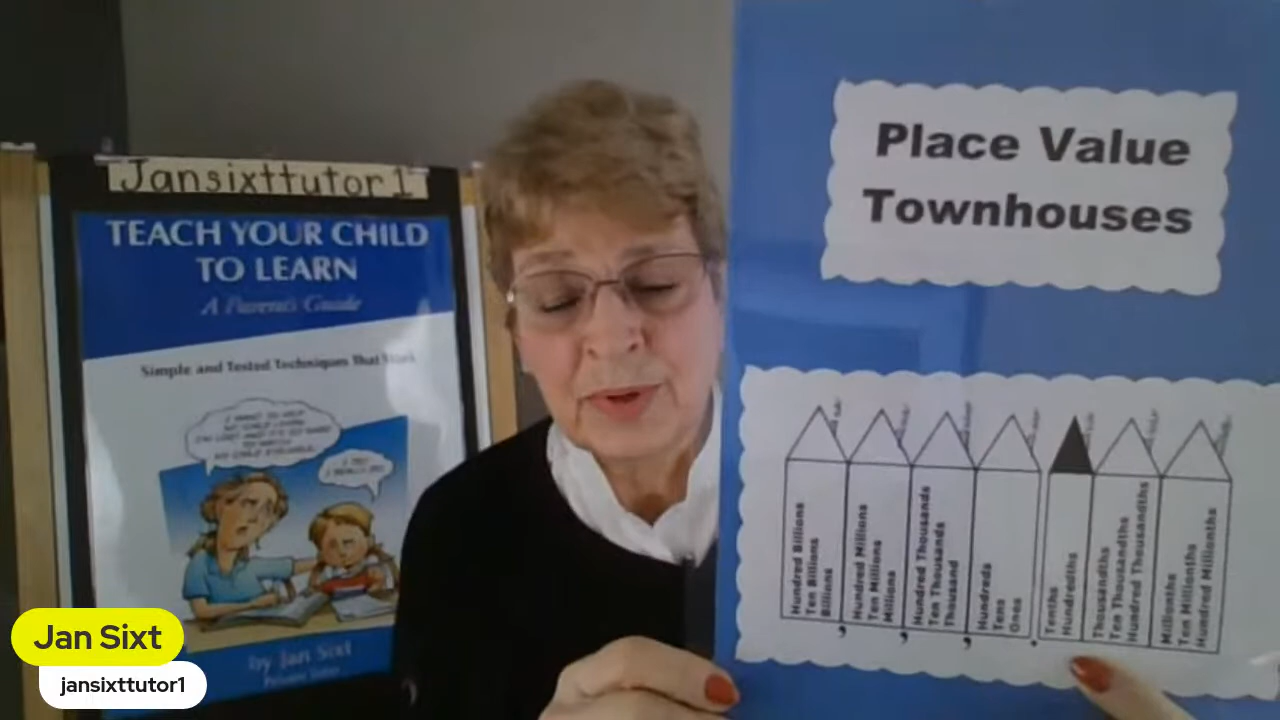 Jansixttutor1
TEACH YOUR CHILD
TO LEARN
A Parent's Guide
Simple and Tested Techniques That Work
by Jan Sixt
Jan Sixt
jansixttutor1
Place Value
Townhouses
Hundred Billions
Ten Billions
Billions
,
Hundred Millions
Ten Millions
Millions
,
Hundred Thousands
Ten Thousands
Thousand
,
Hundreds
Tens
Ones
.
Tenths
Hundredths
Thousandths
Ten Thousandths
Hundred Thousandths
Millionths
Ten Millionths
Hundred Millionths